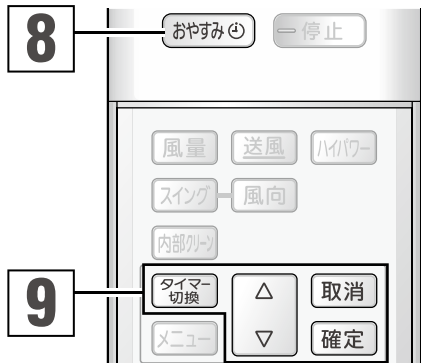 8
おやすみ 停止
風量 送風 ハイパワー
スイング 風向
内部クリーン
9
タイマー
切換
△ 取消
メニュー ▽ 確定